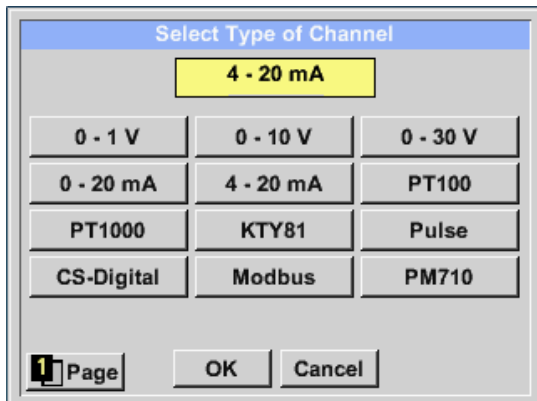 Select Type of Channel
4 - 20 mA
0 - 1 V 0 - 10 V 0 - 30 V
0 - 20 mA 4 - 20 mA PT100
PT1000 KTY81 Pulse
CS-Digital Modbus PM710
1 Page OK Cancel